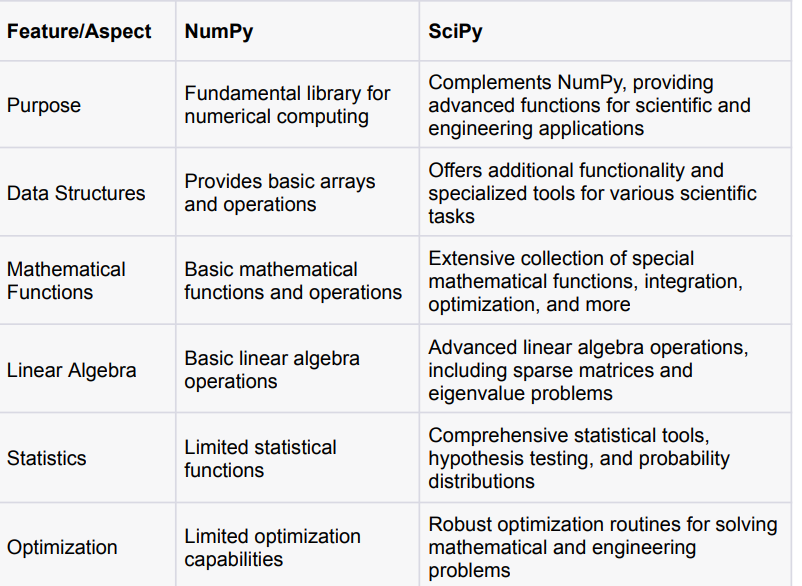 Feature/Aspect
NumPy
SciPy
Purpose
Fundamental library for
numerical computing
Complements NumPy, providing
advanced functions for scientific and
engineering applications
Data Structures
Provides basic arrays
and operations
Offers additional functionality and
specialized tools for various scientific
tasks
Mathematical
Functions
Basic mathematical
functions and operations
Extensive collection of special
mathematical functions, integration,
optimization, and more
Linear Algebra
Basic linear algebra
operations
Advanced linear algebra operations,
including sparse matrices and
eigenvalue problems
Statistics
Limited statistical
functions
Comprehensive statistical tools,
hypothesis testing, and probability
distributions
Optimization
Limited optimization
capabilities
Robust optimization routines for solving
mathematical and engineering
problems